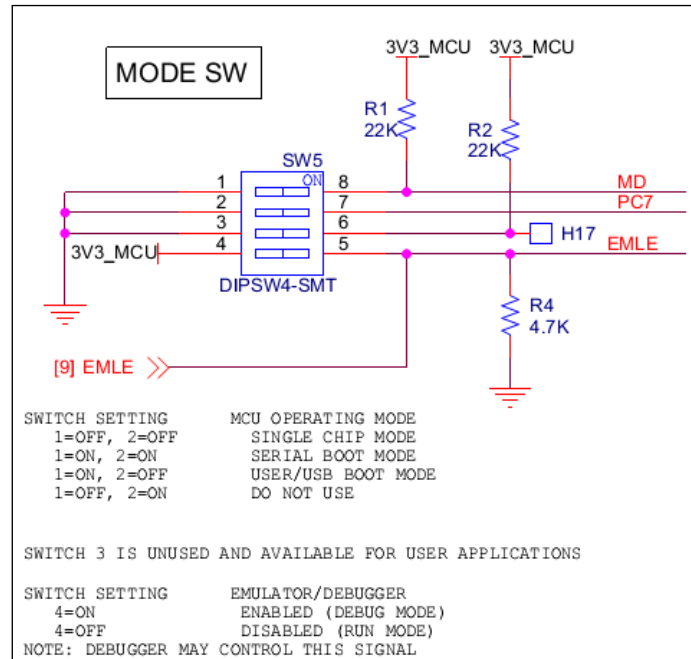 3V3_MCU 3V3_MCU
MODE SW
R1
22K
R2
22K
SW5
ON
1 8 MD
2 7 PC7
3 6 H17
3V3_MCU 4 5 EMLE
DIPSW4-SMT
R4
4.7K
[9] EMLE
SWITCH SETTING MCU OPERATING MODE
1=OFF, 2=OFF SINGLE CHIP MODE
1=ON, 2=ON SERIAL BOOT MODE
1=ON, 2=OFF USER/USB BOOT MODE
1=OFF, 2=ON DO NOT USE
SWITCH 3 IS UNUSED AND AVAILABLE FOR USER APPLICATIONS
SWITCH SETTING EMULATOR/DEBUGGER
4=ON ENABLED (DEBUG MODE)
4=OFF DISABLED (RUN MODE)
NOTE: DEBUGGER MAY CONTROL THIS SIGNAL